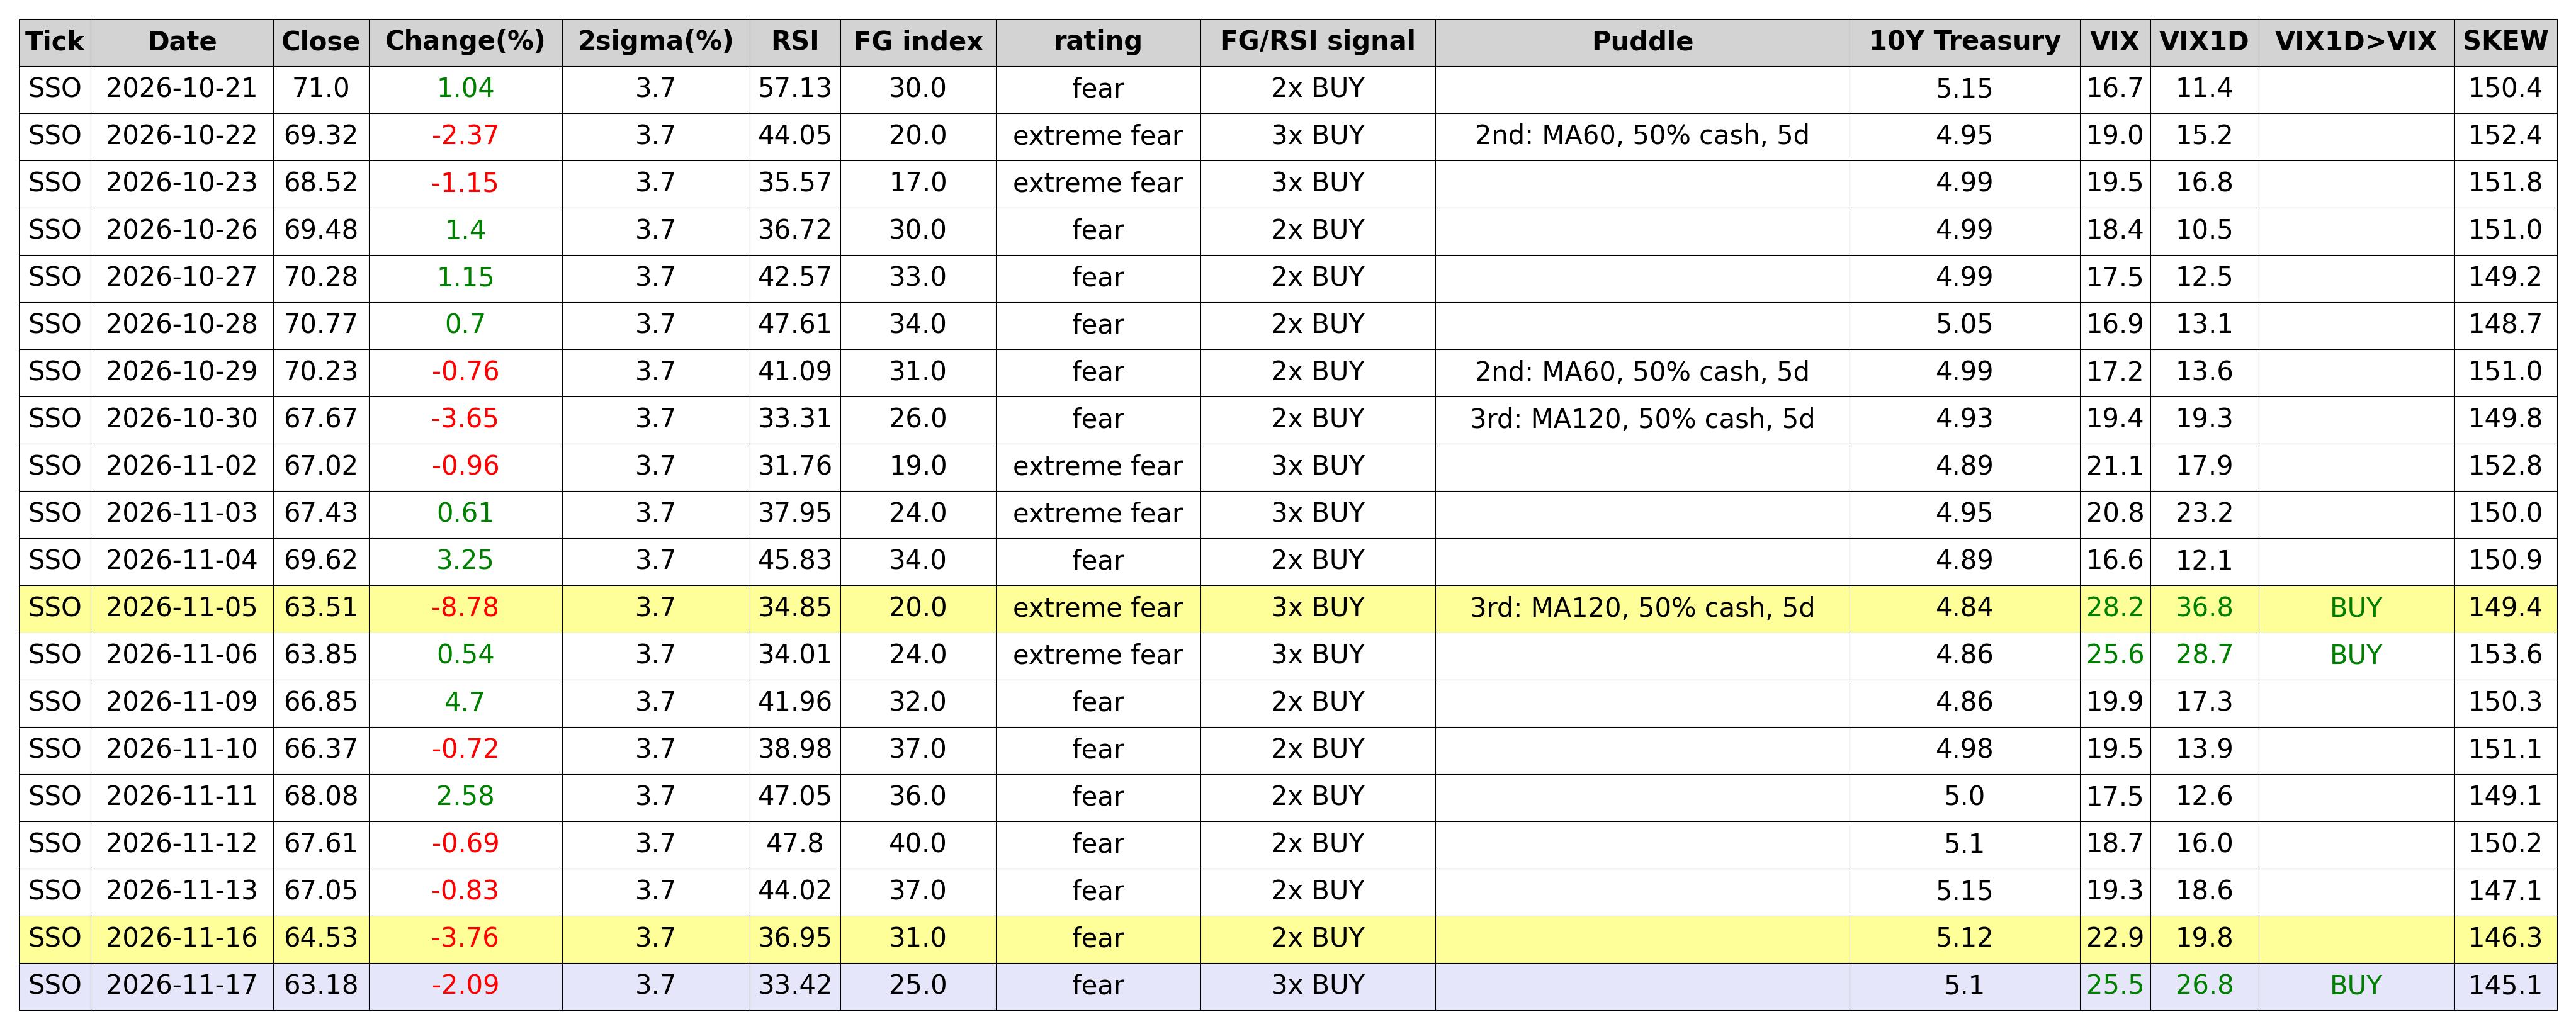 Tick Date Close Change(%) 2sigma(%) RSI FG index rating FG/RSI signal Puddle 10Y Treasury VIX VIX1D VIX1D>VIX SKEW
SSO 2026-10-21 71.0 1.04 3.7 57.13 30.0 fear 2x BUY 5.15 16.7 11.4 150.4
SSO 2026-10-22 69.32 -2.37 3.7 44.05 20.0 extreme fear 3x BUY 2nd: MA60, 50% cash, 5d 4.95 19.0 15.2 152.4
SSO 2026-10-23 68.52 -1.15 3.7 35.57 17.0 extreme fear 3x BUY 4.99 19.5 16.8 151.8
SSO 2026-10-26 69.48 1.4 3.7 36.72 30.0 fear 2x BUY 4.99 18.4 10.5 151.0
SSO 2026-10-27 70.28 1.15 3.7 42.57 33.0 fear 2x BUY 4.99 17.5 12.5 149.2
SSO 2026-10-28 70.77 0.7 3.7 47.61 34.0 fear 2x BUY 5.05 16.9 13.1 148.7
SSO 2026-10-29 70.23 -0.76 3.7 41.09 31.0 fear 2x BUY 2nd: MA60, 50% cash, 5d 4.99 17.2 13.6 151.0
SSO 2026-10-30 67.67 -3.65 3.7 33.31 26.0 fear 2x BUY 3rd: MA120, 50% cash, 5d 4.93 19.4 19.3 149.8
SSO 2026-11-02 67.02 -0.96 3.7 31.76 19.0 extreme fear 3x BUY 4.89 21.1 17.9 152.8
SSO 2026-11-03 67.43 0.61 3.7 37.95 24.0 extreme fear 3x BUY 4.95 20.8 23.2 150.0
SSO 2026-11-04 69.62 3.25 3.7 45.83 34.0 fear 2x BUY 4.89 16.6 12.1 150.9
SSO 2026-11-05 63.51 -8.78 3.7 34.85 20.0 extreme fear 3x BUY 3rd: MA120, 50% cash, 5d 4.84 28.2 36.8 BUY 149.4
SSO 2026-11-06 63.85 0.54 3.7 34.01 24.0 extreme fear 3x BUY 4.86 25.6 28.7 BUY 153.6
SSO 2026-11-09 66.85 4.7 3.7 41.96 32.0 fear 2x BUY 4.86 19.9 17.3 150.3
SSO 2026-11-10 66.37 -0.72 3.7 38.98 37.0 fear 2x BUY 4.98 19.5 13.9 151.1
SSO 2026-11-11 68.08 2.58 3.7 47.05 36.0 fear 2x BUY 5.0 17.5 12.6 149.1
SSO 2026-11-12 67.61 -0.69 3.7 47.8 40.0 fear 2x BUY 5.1 18.7 16.0 150.2
SSO 2026-11-13 67.05 -0.83 3.7 44.02 37.0 fear 2x BUY 5.15 19.3 18.6 147.1
SSO 2026-11-16 64.53 -3.76 3.7 36.95 31.0 fear 2x BUY 5.12 22.9 19.8 146.3
SSO 2026-11-17 63.18 -2.09 3.7 33.42 25.0 fear 3x BUY 5.1 25.5 26.8 BUY 145.1